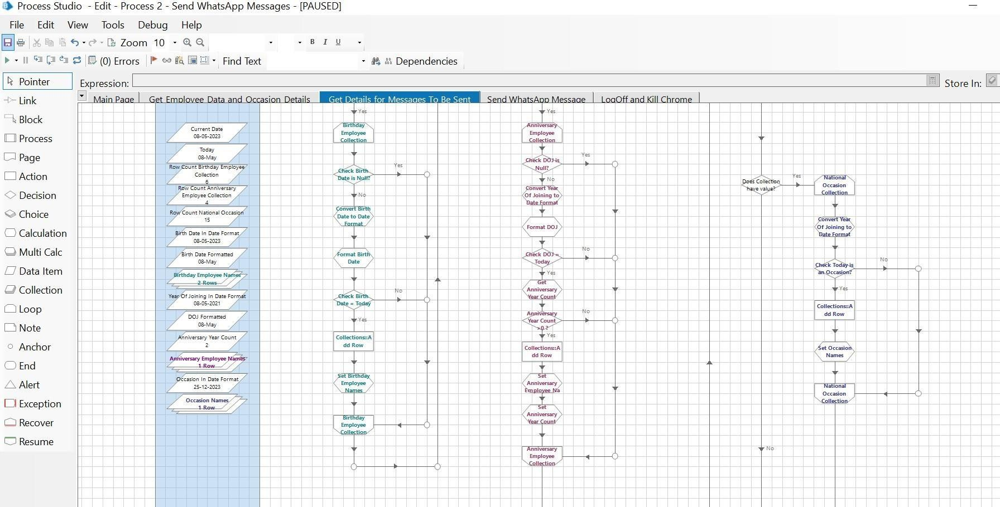 Process Studio - Edit - Process 2 - Send WhatsApp Messages - [PAUSED]
File Edit View Tools Debug Help
Zoom 10 B I U
(0) Errors Find Text Dependencies
Expression: Store In:
Main Page Get Employee Data and Occasion Details Get Details for Messages To Be Sent Send WhatsApp Message LogOff and Kill Chrome
Pointer
Link
Block
Process
Page
Action
Decision
Choice
Calculation
Multi Calc
Data Item
Collection
Loop
Note
Anchor
End
Alert
Exception
Recover
Resume
Current Date
08-05-2023
Today
08-May
Row Count Birthday Employee
Collection
6
Row Count Anniversary
Employee Collection
4
Row Count National Occasion
15
Birth Date In Date Format
08-05-2023
Birth Date Formatted
08-May
Birthday Employee Names
2 Rows
Year Of Joining In Date Format
08-05-2021
DOJ Formatted
08-May
Anniversary Year Count
2
Anniversary Employee Names
1 Row
Occasion In Date Format
25-12-2023
Occasion Names
1 Row
Yes
Birthday
Employee
Collection
Check Birth
Date is Null?
Yes
No
Convert Birth
Date to Date
Format
Format Birth
Date
Check Birth
Date = Today
No
Yes
Collections::A
dd Row
Set Birthday
Employee
Names
Birthday
Employee
Collection
Yes
Anniversary
Employee
Collection
Check DOJ is
Null?
Yes
No
Convert Year
Of Joining to
Date Format
Format DOJ
Check DOJ =
Today
No
Yes
Get
Anniversary
Year Count
Anniversary
Year Count
>0 ?
No
Yes
Collections::A
dd Row
Set
Anniversary
Employee Na
Set
Anniversary
Year Count
Anniversary
Employee
Collection
Does Collection
have value?
Yes
No
National
Occasion
Collection
Convert Year
Of Joining to
Date Format
Check Today is
an Occasion?
No
Yes
Collections::A
dd Row
Set Occasion
Names
National
Occasion
Collection